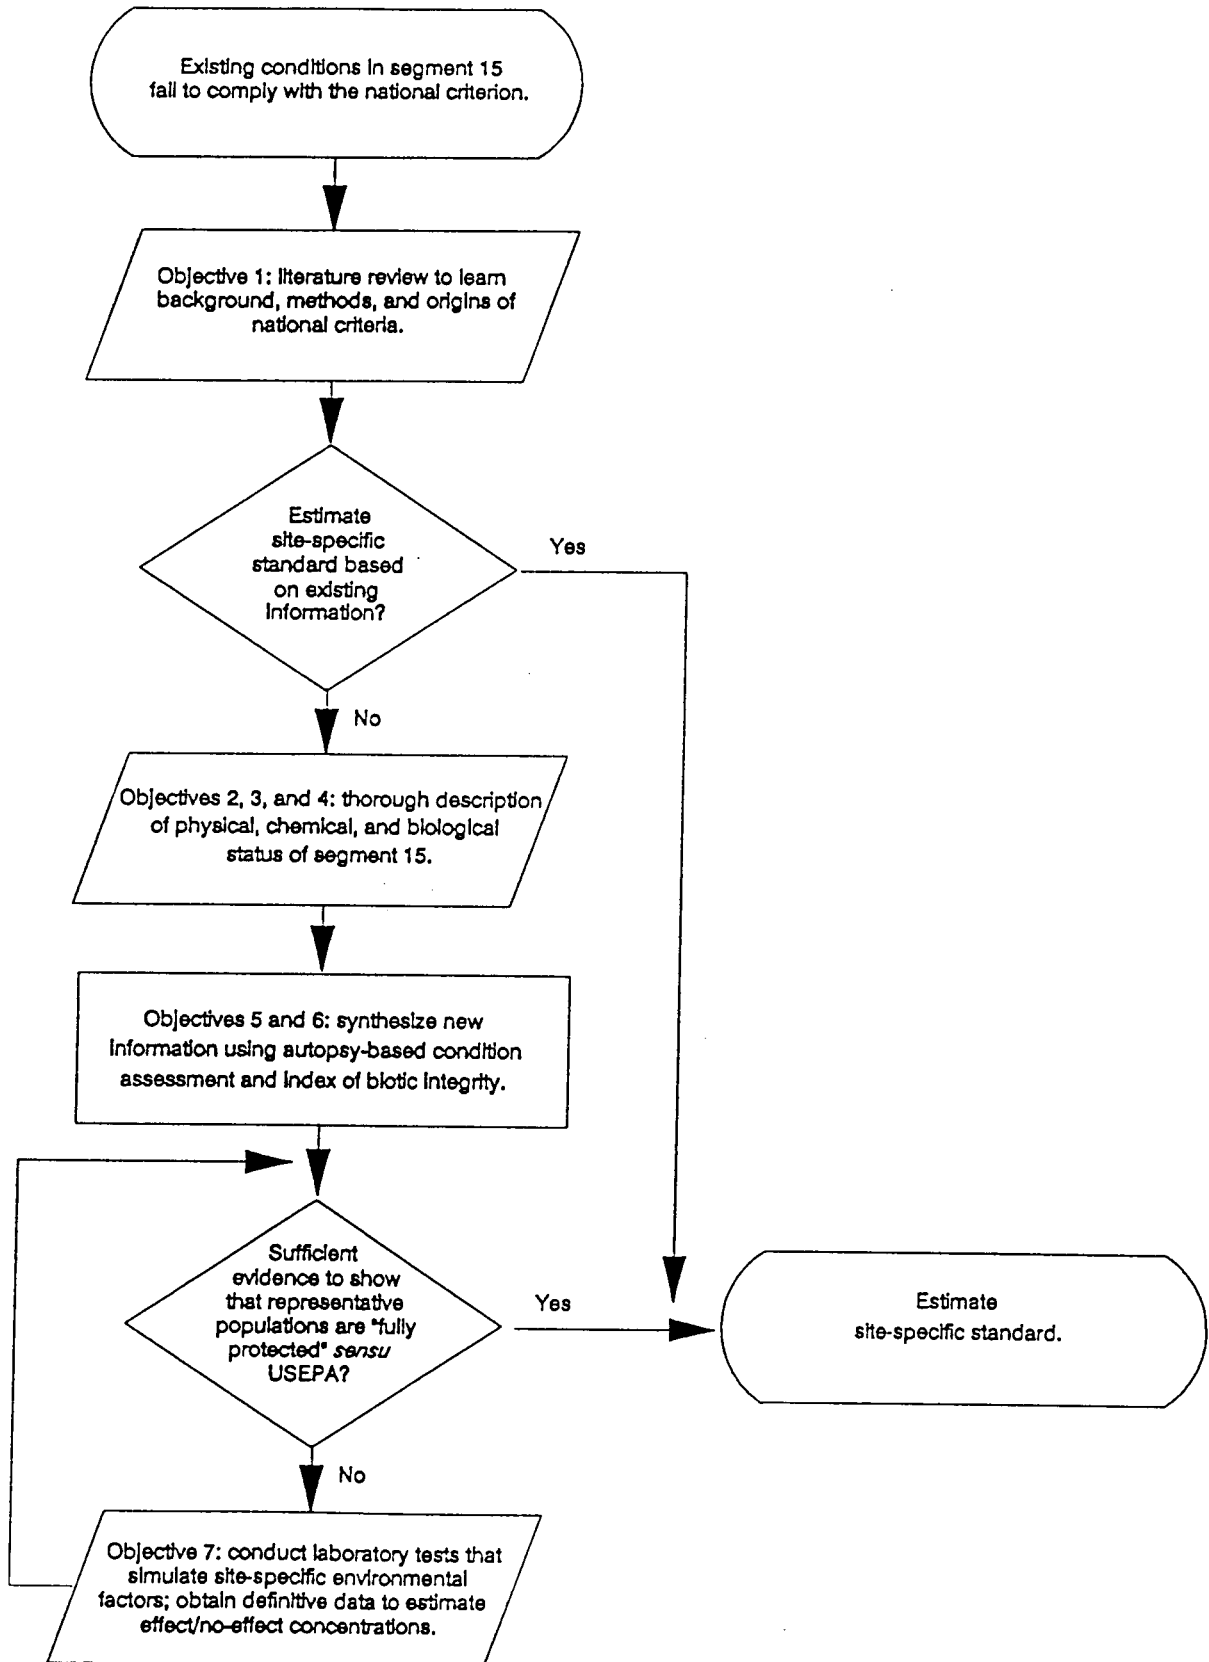 Existing conditions in segment 15
fail to comply with the national criterion.
Objective 1: literature review to learn
background, methods, and origins of
national criteria.
Estimate
site-specific
standard based
on existing
information?
Yes
No
Objectives 2, 3, and 4: thorough description
of physical, chemical, and biological
status of segment 15.
Objectives 5 and 6: synthesize new
information using autopsy-based condition
assessment and index of biotic integrity.
Sufficient
evidence to show
that representative
populations are "fully
protected" sensu
USEPA?
Yes
Estimate
site-specific standard.
No
Objective 7: conduct laboratory tests that
simulate site-specific environmental
factors; obtain definitive data to estimate
effect/no-effect concentrations.